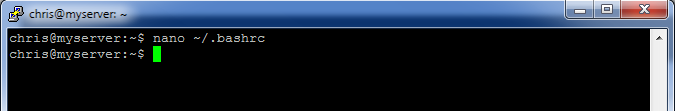 chris@myserver: ~
chris@myserver:~$ nano ~/.bashrc
chris@myserver:~$